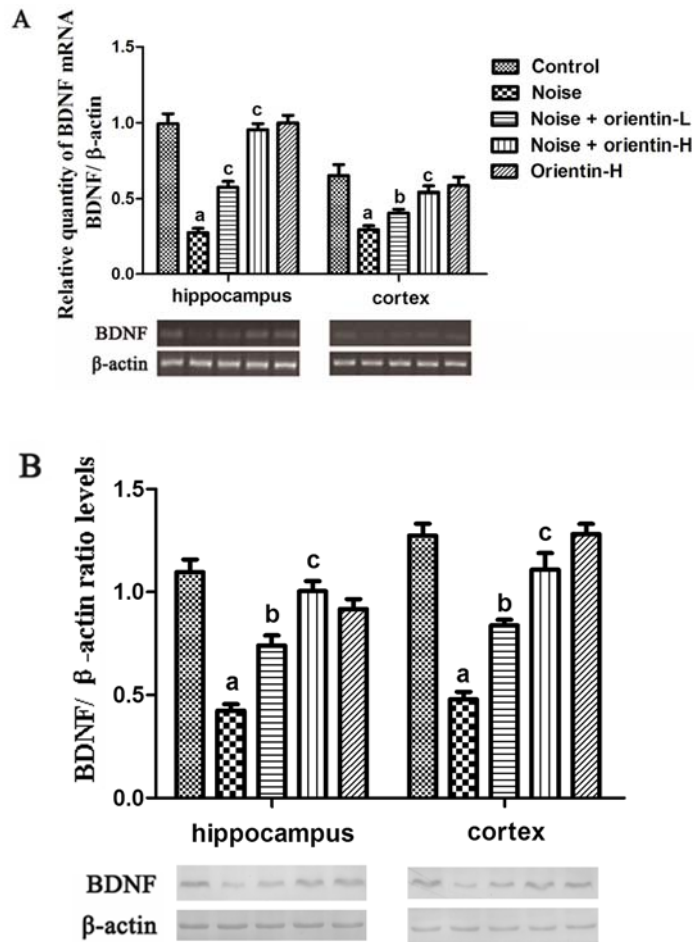 A
Relative quantity of BDNF mRNA
BDNF/ β-actin
1.5
1.0
0.5
0.0
a
c
c
a
b
c
hippocampus
cortex
Control
Noise
Noise + orientin-L
Noise + orientin-H
Orientin-H
BDNF
β-actin
B
BDNF/ β -actin ratio levels
1.5
1.0
0.5
0.0
a
b
c
a
b
c
hippocampus
cortex
BDNF
β-actin